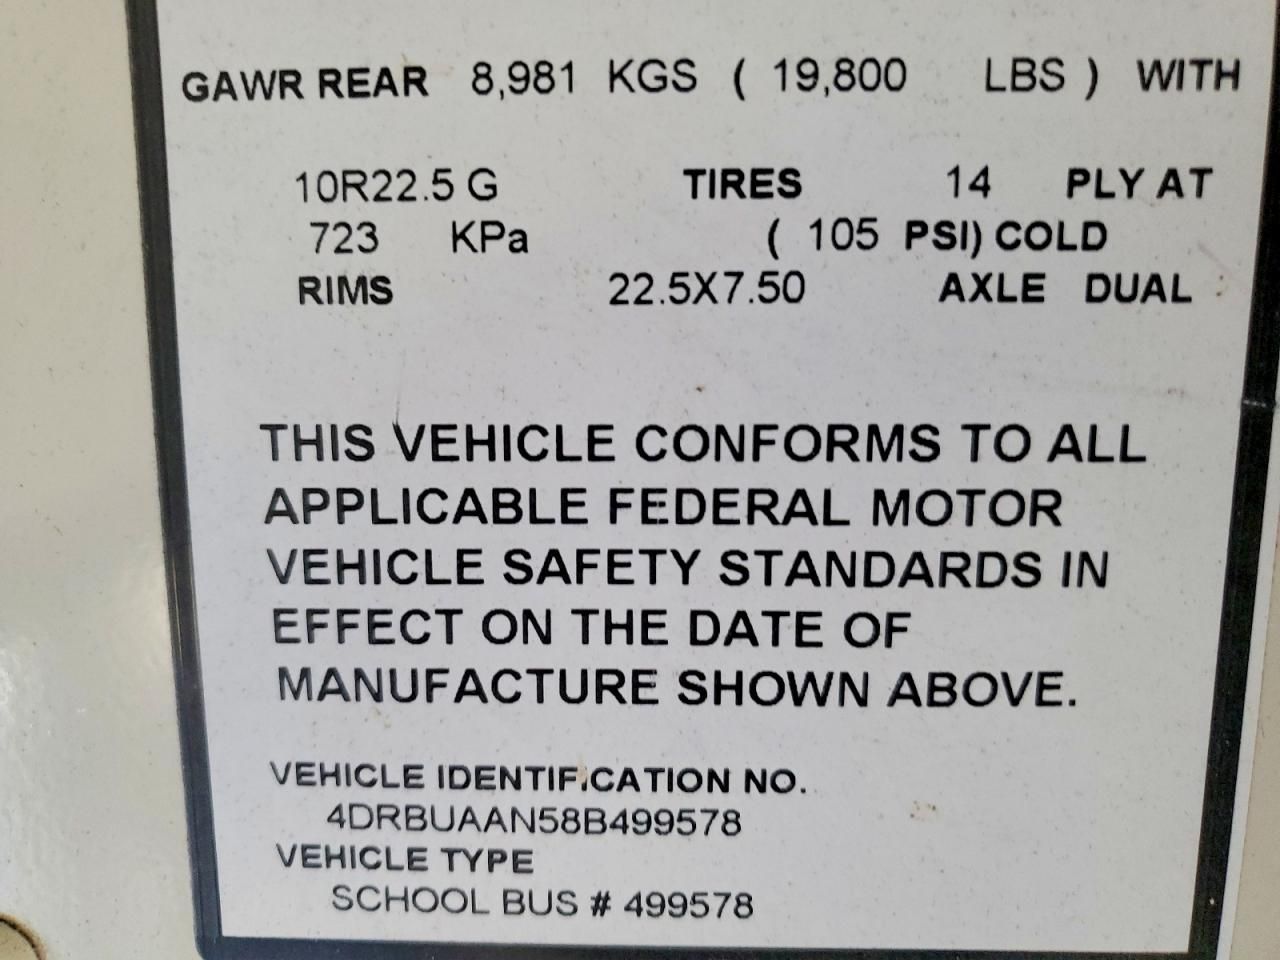 GAWR REAR 8,981 KGS ( 19,800 LBS ) WITH
10R22.5 G TIRES 14 PLY AT
723 KPa ( 105 PSI) COLD
RIMS 22.5X7.50 AXLE DUAL
THIS VEHICLE CONFORMS TO ALL
APPLICABLE FEDERAL MOTOR
VEHICLE SAFETY STANDARDS IN
EFFECT ON THE DATE OF
MANUFACTURE SHOWN ABOVE.
VEHICLE IDENTIFICATION NO.
4DRBUAAN58B499578
VEHICLE TYPE
SCHOOL BUS # 499578